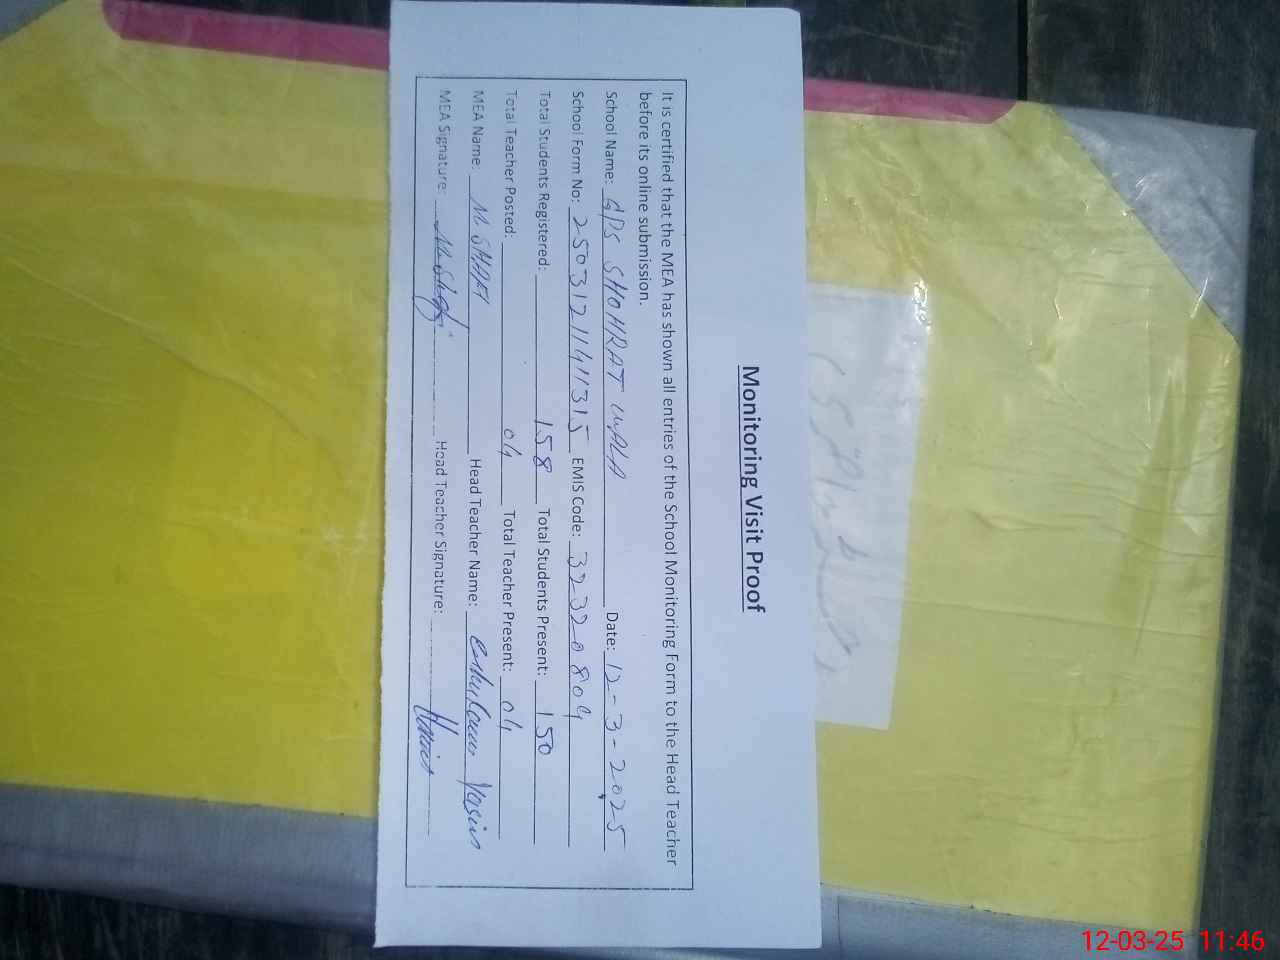 Monitoring Visit Proof
It is certified that the MEA has shown all entries of the School Monitoring Form to the Head Teacher
before its online submission.
School Name: GPS SHOHRAT WALA Date: 12-3-2025
School Form No: 25031211411315 EMIS Code: 32320804
Total Students Registered: 158 Total Students Present: 150
Total Teacher Posted: 04 Total Teacher Present: 04
MEA Name: M SHAFI Head Teacher Name: Yasin
MEA Signature: M. Shafi Head Teacher Signature:
12-03-25 11:46